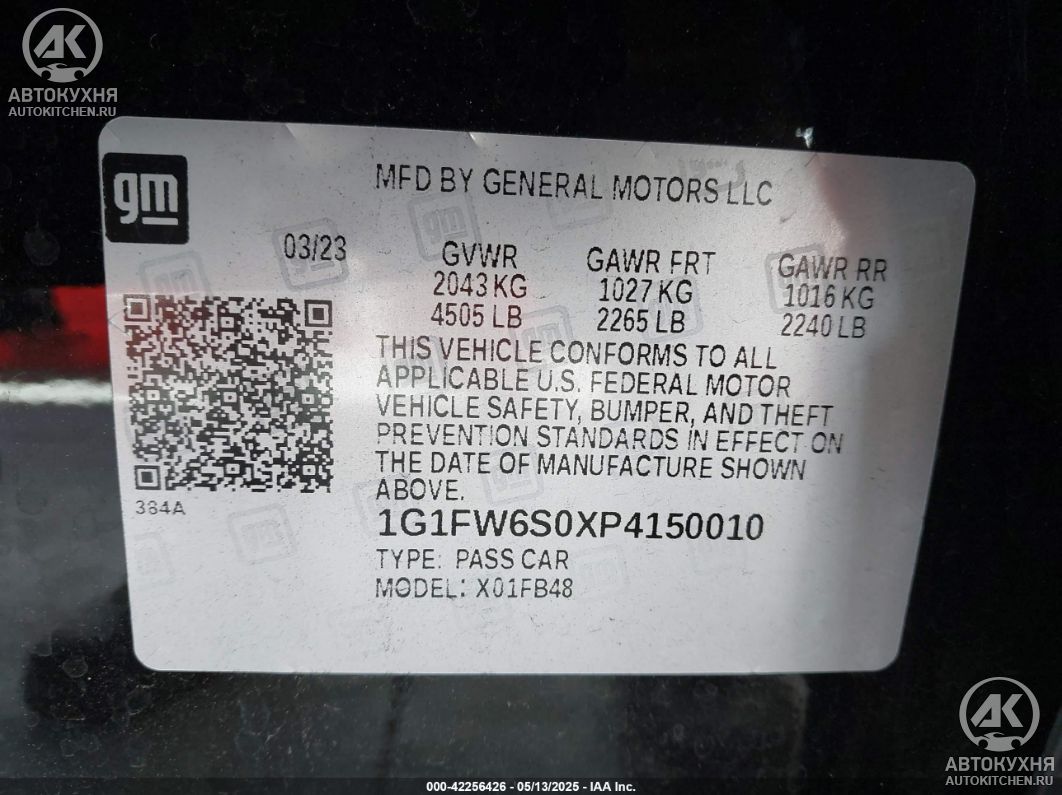 АК
АВТОКУХНЯ
AUTOKITCHEN.RU
gm
MFD BY GENERAL MOTORS LLC
03/23
GVWR GAWR FRT GAWR RR
2043 KG 1027 KG 1016 KG
4505 LB 2265 LB 2240 LB
THIS VEHICLE CONFORMS TO ALL
APPLICABLE U.S. FEDERAL MOTOR
VEHICLE SAFETY, BUMPER, AND THEFT
PREVENTION STANDARDS IN EFFECT ON
THE DATE OF MANUFACTURE SHOWN
ABOVE.
384A
1G1FW6S0XP4150010
TYPE: PASS CAR
MODEL: X01FB48
АК
АВТОКУХНЯ
AUTOKITCHEN.RU
000-42256426 - 05/13/2025 - IAA Inc.